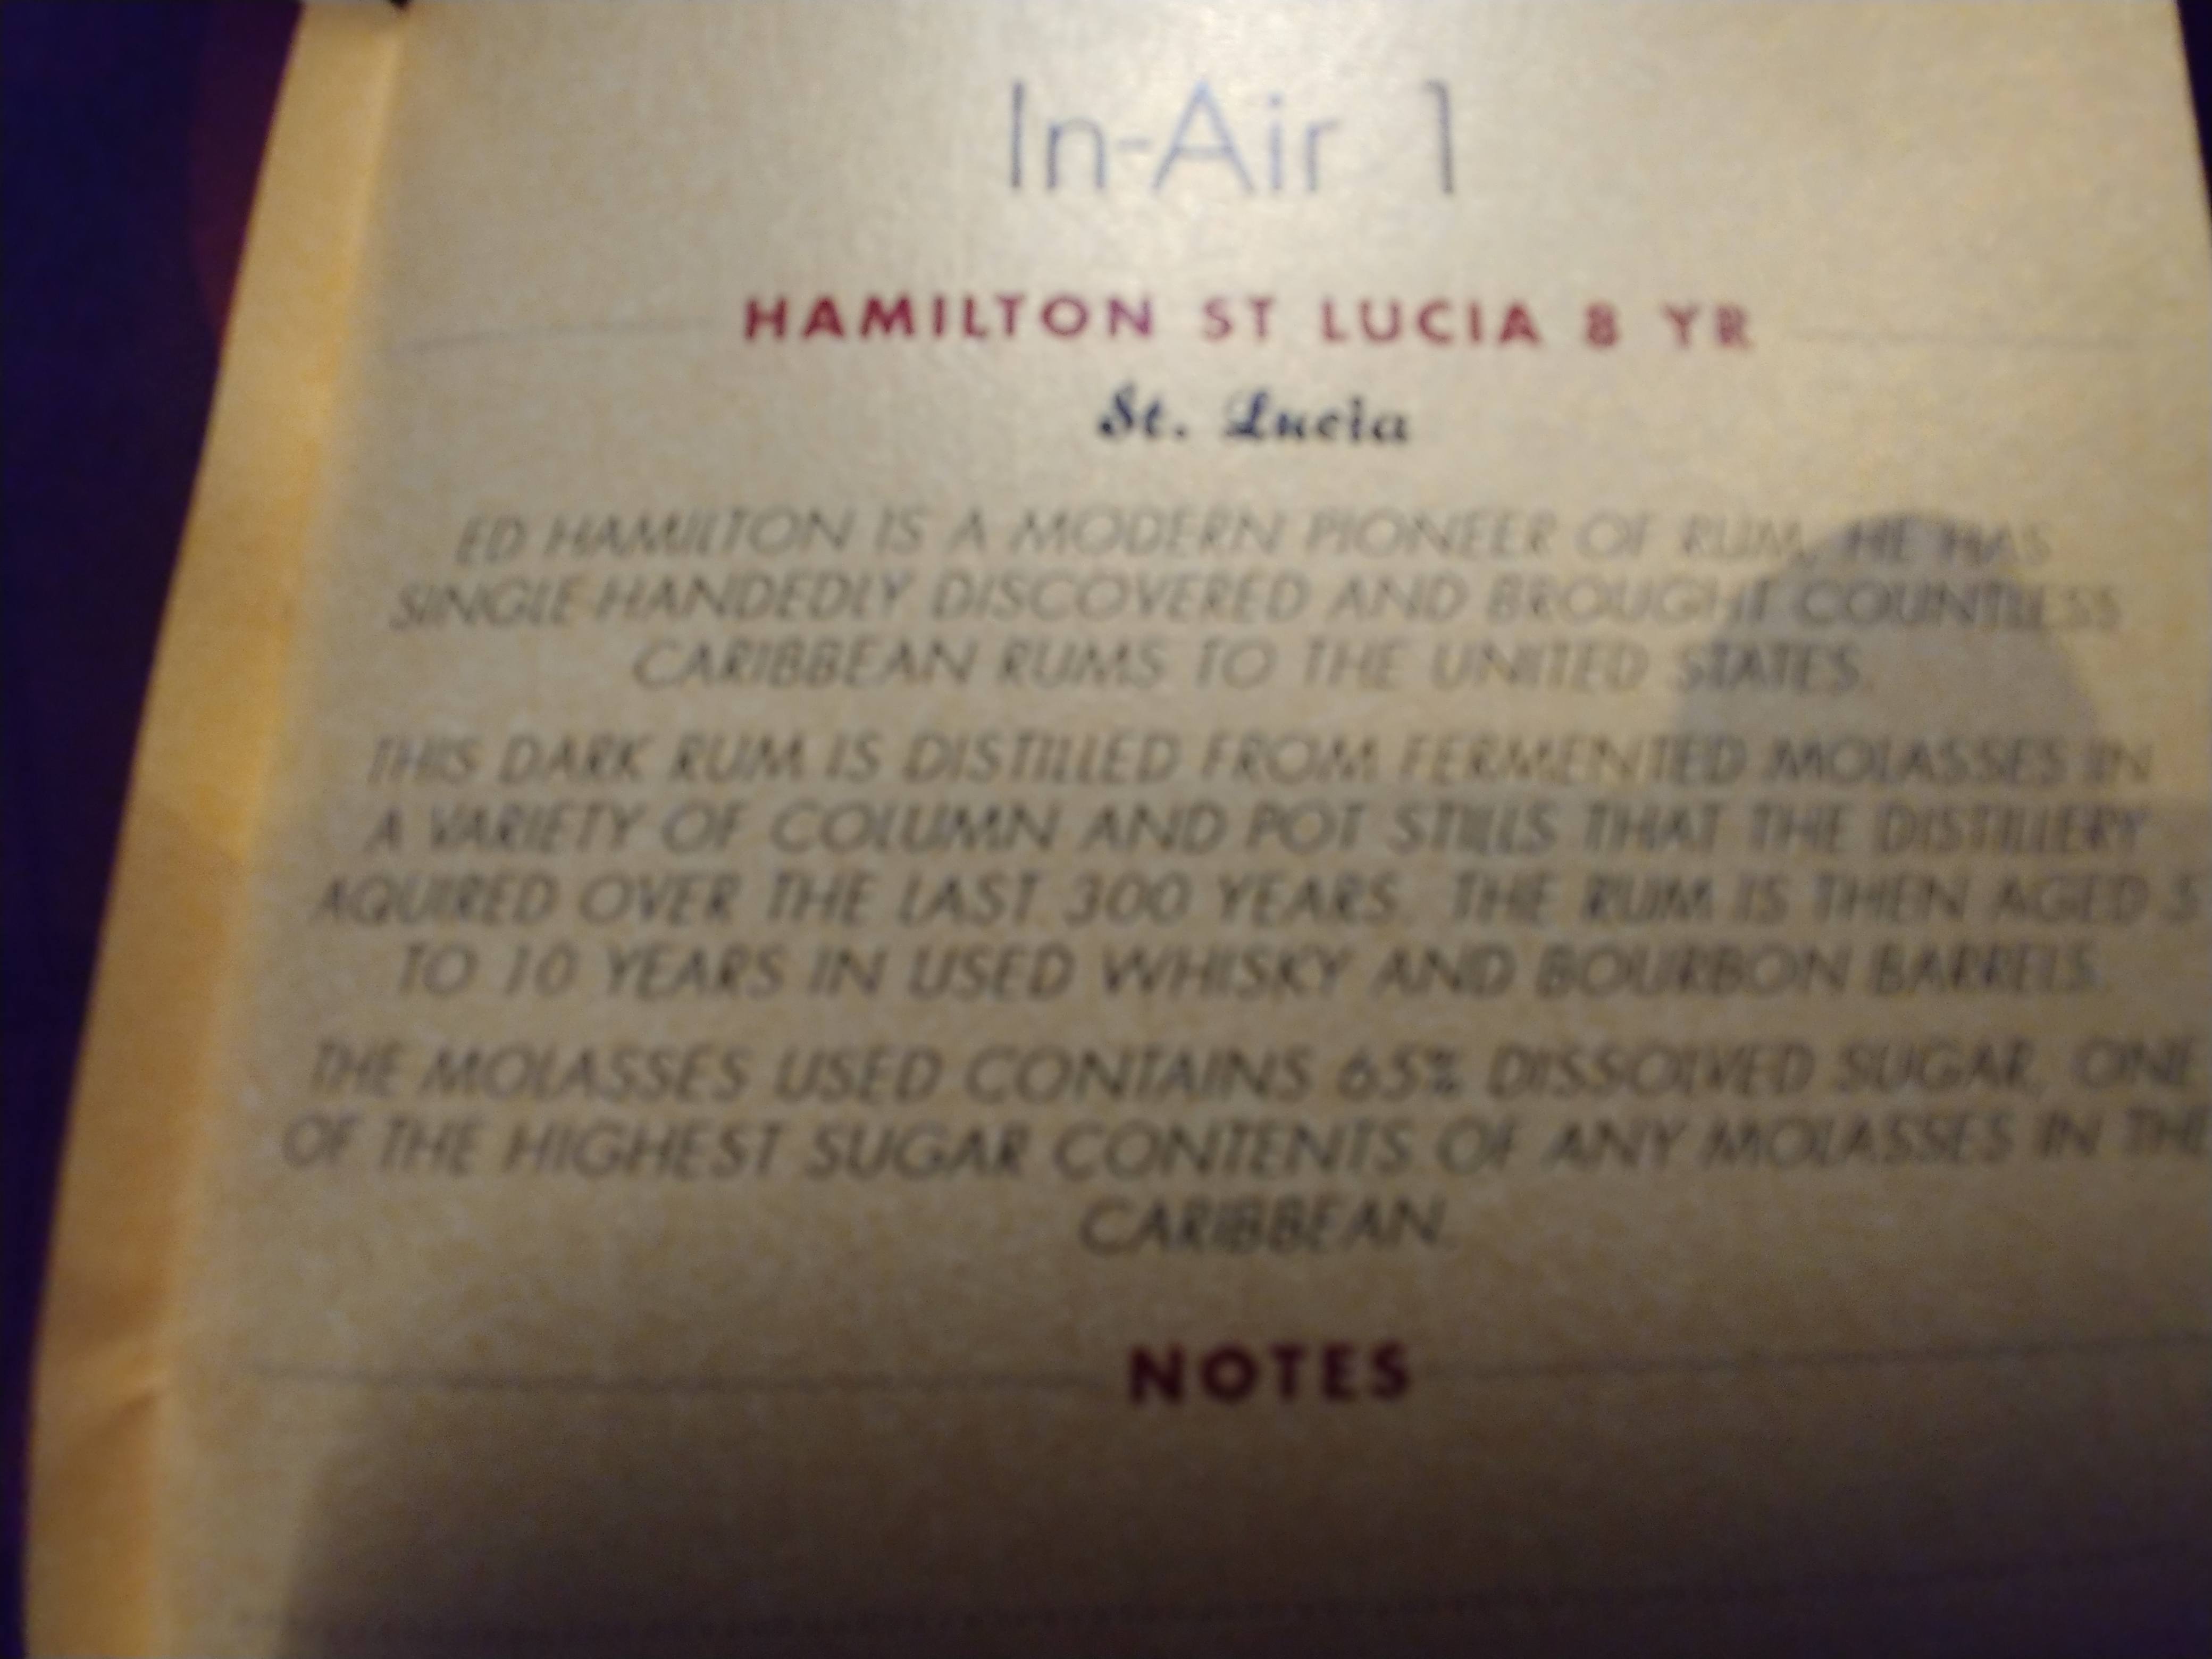 In-Air 1
HAMILTON ST LUCIA 8 YR
St. Lucia
ED HAMILTON IS A MODERN PIONEER OF RUM, HE HAS
SINGLE-HANDEDLY DISCOVERED AND BROUGHT COUNTLESS
CARIBBEAN RUMS TO THE UNITED STATES.
THIS DARK RUM IS DISTILLED FROM FERMENTED MOLASSES IN
A VARIETY OF COLUMN AND POT STILLS THAT THE DISTILLERY
AQUIRED OVER THE LAST 300 YEARS. THE RUM IS THEN AGED 5
TO 10 YEARS IN USED WHISKY AND BOURBON BARRELS.
THE MOLASSES USED CONTAINS 65% DISSOLVED SUGAR, ONE
OF THE HIGHEST SUGAR CONTENTS OF ANY MOLASSES IN THE
CARIBBEAN.
NOTES